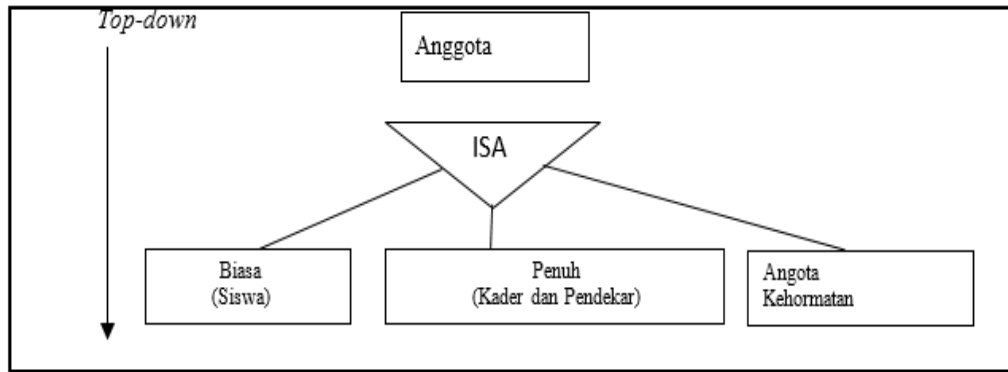 Top-down
Anggota
ISA
Biasa
(Siswa)
Penuh
(Kader dan Pendekar)
Angota
Kehormatan